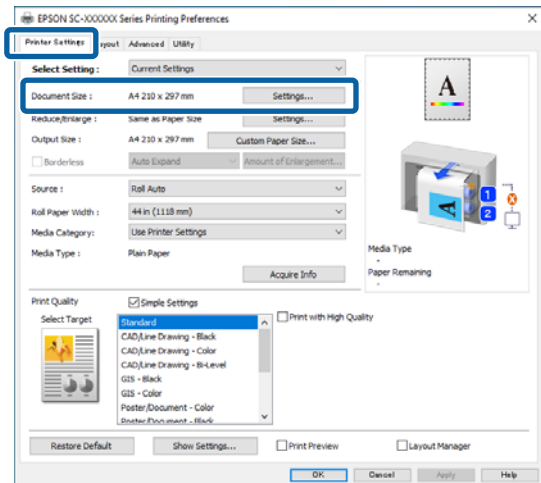 EPSON SC-XXXXXX Series Printing Preferences
Printer Settings Layout Advanced Utility
Select Setting : Current Settings
Document Size : A4 210 x 297 mm Settings...
Reduce/Enlarge : Same as Paper Size Settings...
Output Size : A4 210 x 297 mm Custom Paper Size...
Borderless Auto Expand Amount of Enlargement...
A
Source : Roll Auto
Roll Paper Width : 44 in (1118 mm)
Media Category: Use Printer Settings
Media Type : Plain Paper
Acquire Info
A
1
2
Media Type
-
Paper Remaining
-
Print Quality Simple Settings
Select Target
Standard
CAD/Line Drawing - Black
CAD/Line Drawing - Color
CAD/Line Drawing - Bi-Level
GIS - Black
GIS - Color
Poster/Document - Color
Poster/Document - Black
Print with High Quality
Restore Default Show Settings... Print Preview Layout Manager
OK Cancel Apply Help